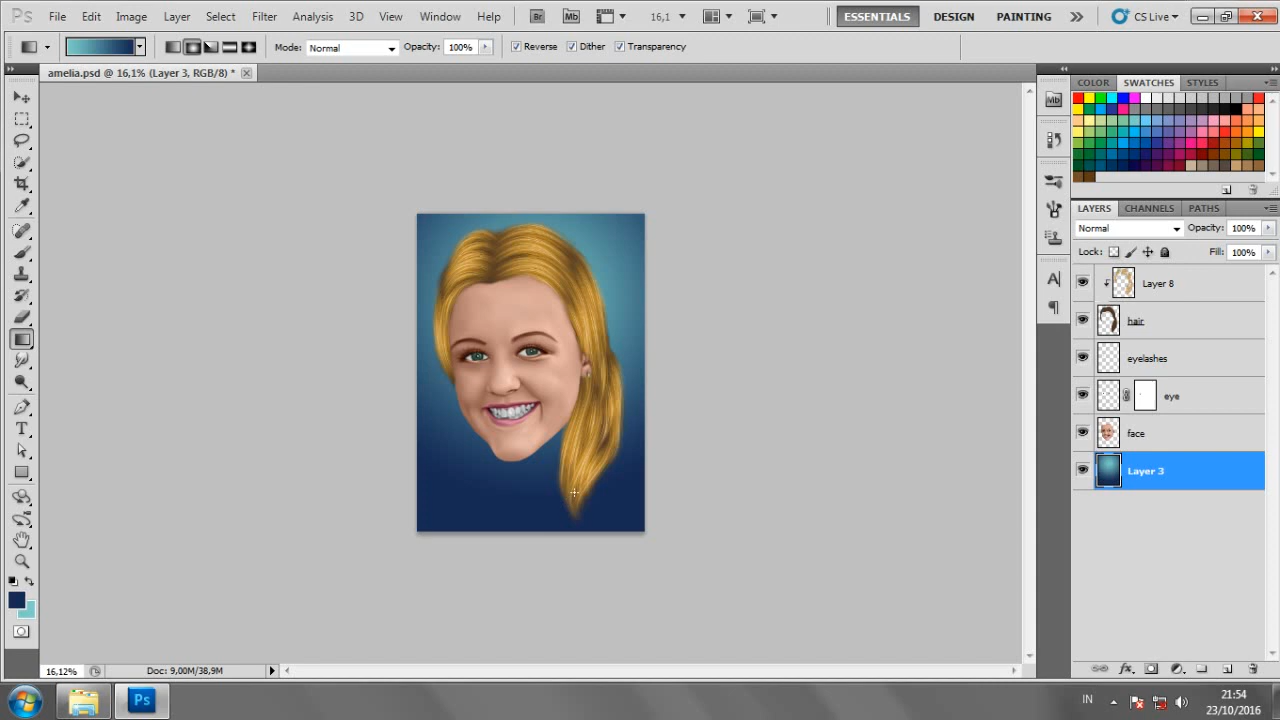 Ps File Edit Image Layer Select Filter Analysis 3D View Window Help Br Mb 16,1 ESSENTIALS DESIGN PAINTING CS Live
Mode: Normal Opacity: 100% Reverse Dither Transparency
amelia.psd @ 16,1% (Layer 3, RGB/8) *
COLOR SWATCHES STYLES
Mb
LAYERS CHANNELS PATHS
Normal Opacity: 100%
Lock: Fill: 100%
Layer 8
hair
eyelashes
eye
face
Layer 3
16,12% Doc: 9,00M/38,9M
Ps IN 21:54
23/10/2016